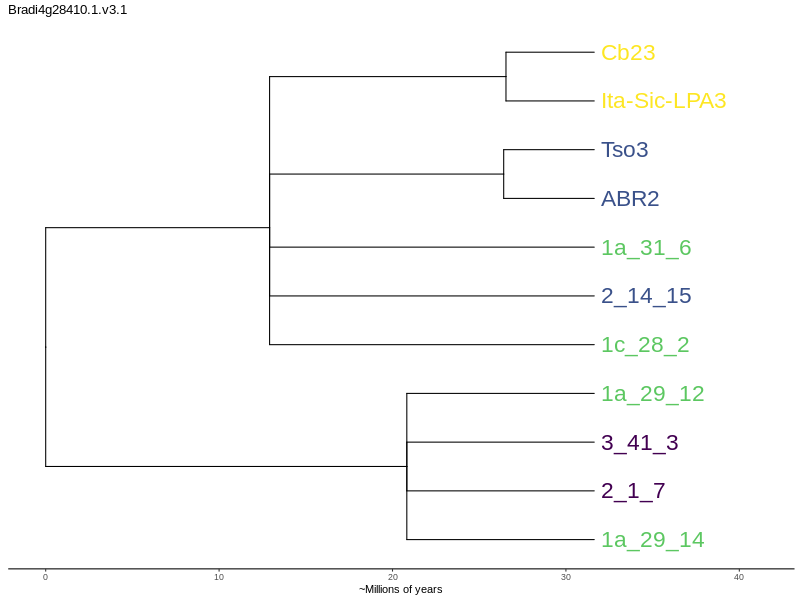 Bradi4g28410.1.v3.1
Cb23
Ita-Sic-LPA3
Tso3
ABR2
1a_31_6
2_14_15
1c_28_2
1a_29_12
3_41_3
2_1_7
1a_29_14
0 10 20 30 40
~Millions of years